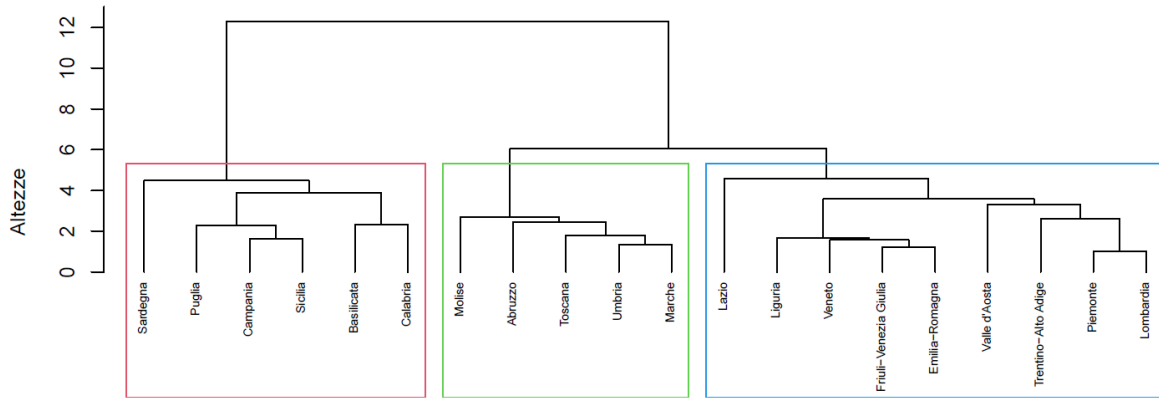 Altezze
12
10
8
6
4
2
0
Sardegna
Puglia
Campania
Sicilia
Basilicata
Calabria
Molise
Abruzzo
Toscana
Umbria
Marche
Lazio
Liguria
Veneto
Friuli−Venezia Giulia
Emilia−Romagna
Valle d'Aosta
Trentino−Alto Adige
Piemonte
Lombardia